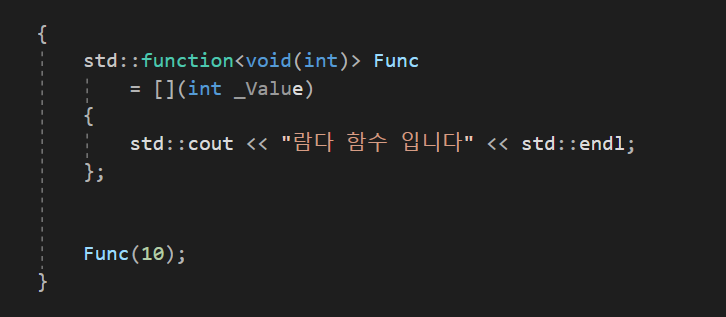 {
std::function<void(int)> Func
= [](int _Value)
{
std::cout << "람다 함수 입니다" << std::endl;
};
Func(10);
}